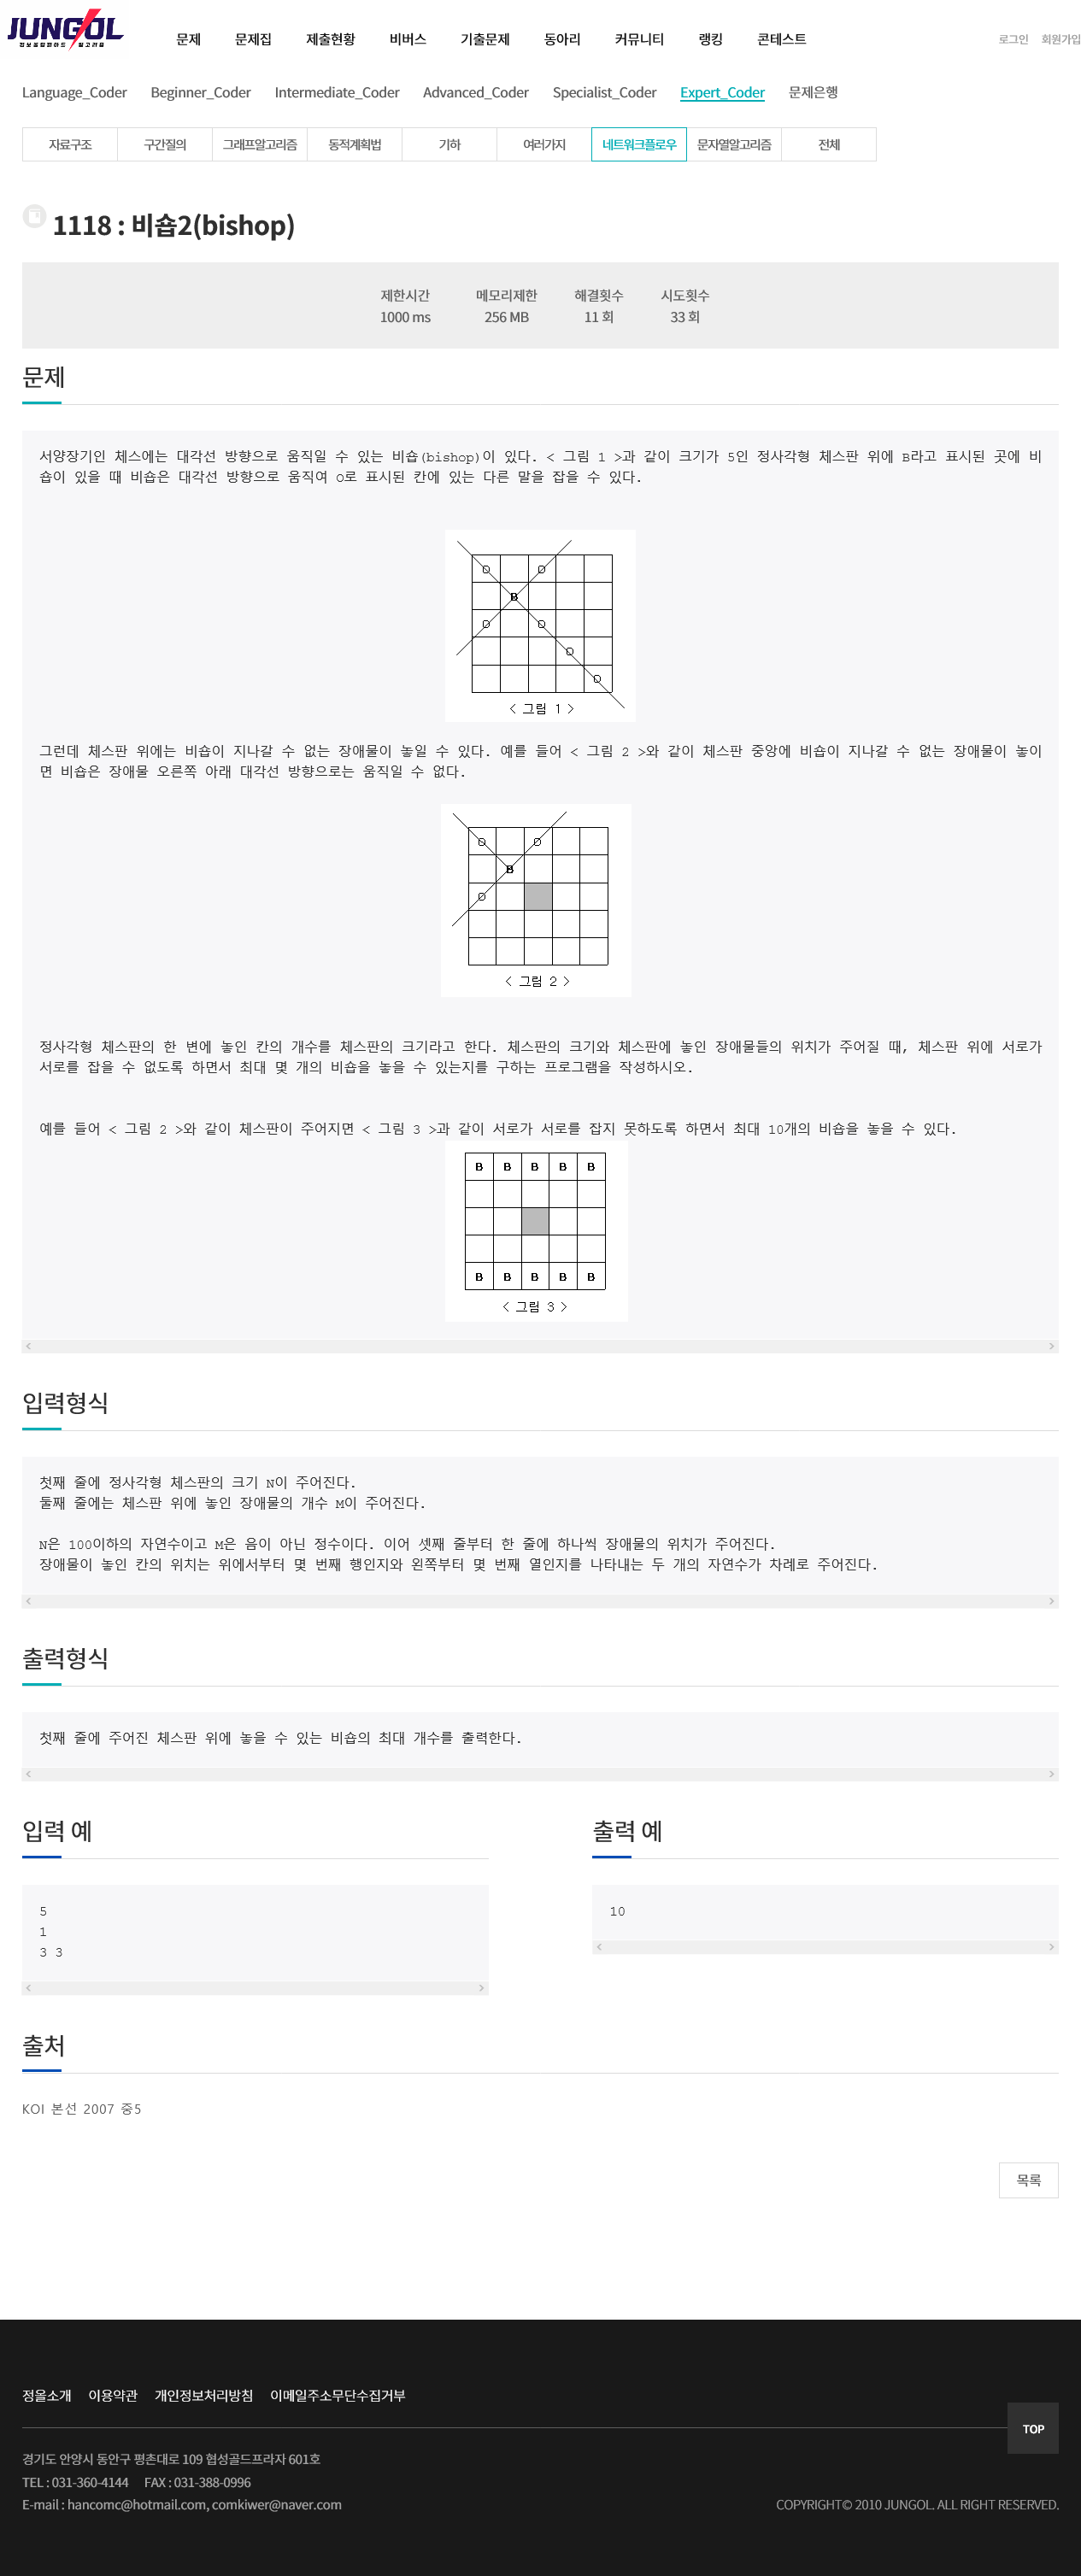 JUNGOL
정보올림피아드 알고리즘
문제 문제집 제출현황 비버스 기출문제 동아리 커뮤니티 랭킹 콘테스트 로그인 회원가입
Language_Coder Beginner_Coder Intermediate_Coder Advanced_Coder Specialist_Coder Expert_Coder 문제은행
자료구조 구간질의 그래프알고리즘 동적계획법 기하 여러가지 네트워크플로우 문자열알고리즘 전체
1118 : 비숍2(bishop)
제한시간 메모리제한 해결횟수 시도횟수
1000 ms 256 MB 11 회 33 회
문제
서양장기인 체스에는 대각선 방향으로 움직일 수 있는 비숍(bishop)이 있다. < 그림 1 >과 같이 크기가 5인 정사각형 체스판 위에 B라고 표시된 곳에 비
숍이 있을 때 비숍은 대각선 방향으로 움직여 O로 표시된 칸에 있는 다른 말을 잡을 수 있다.
O O
B
O O
O
O
< 그림 1 >
그런데 체스판 위에는 비숍이 지나갈 수 없는 장애물이 놓일 수 있다. 예를 들어 < 그림 2 >와 같이 체스판 중앙에 비숍이 지나갈 수 없는 장애물이 놓이
면 비숍은 장애물 오른쪽 아래 대각선 방향으로는 움직일 수 없다.
O O
B
O
< 그림 2 >
정사각형 체스판의 한 변에 놓인 칸의 개수를 체스판의 크기라고 한다. 체스판의 크기와 체스판에 놓인 장애물들의 위치가 주어질 때, 체스판 위에 서로가
서로를 잡을 수 없도록 하면서 최대 몇 개의 비숍을 놓을 수 있는지를 구하는 프로그램을 작성하시오.
예를 들어 < 그림 2 >와 같이 체스판이 주어지면 < 그림 3 >과 같이 서로가 서로를 잡지 못하도록 하면서 최대 10개의 비숍을 놓을 수 있다.
B B B B B
B B B B B
< 그림 3 >
입력형식
첫째 줄에 정사각형 체스판의 크기 N이 주어진다.
둘째 줄에는 체스판 위에 놓인 장애물의 개수 M이 주어진다.
N은 100이하의 자연수이고 M은 음이 아닌 정수이다. 이어 셋째 줄부터 한 줄에 하나씩 장애물의 위치가 주어진다.
장애물이 놓인 칸의 위치는 위에서부터 몇 번째 행인지와 왼쪽부터 몇 번째 열인지를 나타내는 두 개의 자연수가 차례로 주어진다.
출력형식
첫째 줄에 주어진 체스판 위에 놓을 수 있는 비숍의 최대 개수를 출력한다.
입력 예
5
1
3 3
출력 예
10
출처
KOI 본선 2007 중5
목록
정올소개 이용약관 개인정보처리방침 이메일주소무단수집거부
TOP
경기도 안양시 동안구 평촌대로 109 협성골드프라자 601호
TEL : 031-360-4144 FAX : 031-388-0996
E-mail : hancomc@hotmail.com, comkiwer@naver.com
COPYRIGHT© 2010 JUNGOL. ALL RIGHT RESERVED.